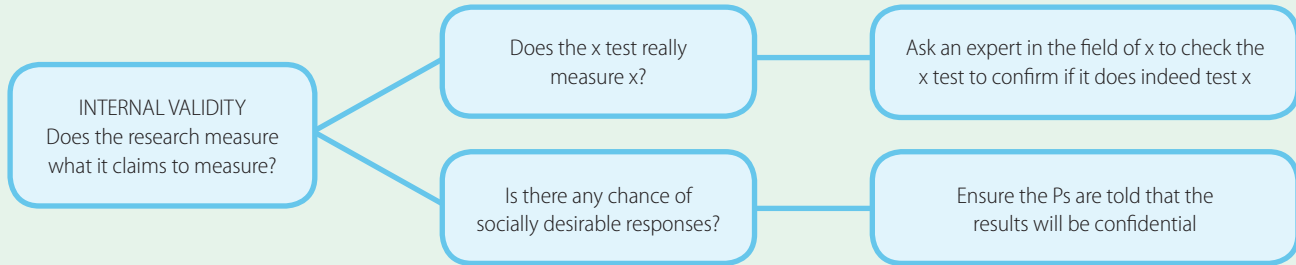 INTERNAL VALIDITY
Does the research measure
what it claims to measure?
Does the x test really
measure x?
Ask an expert in the field of x to check the
x test to confirm if it does indeed test x
Is there any chance of
socially desirable responses?
Ensure the Ps are told that the
results will be confidential